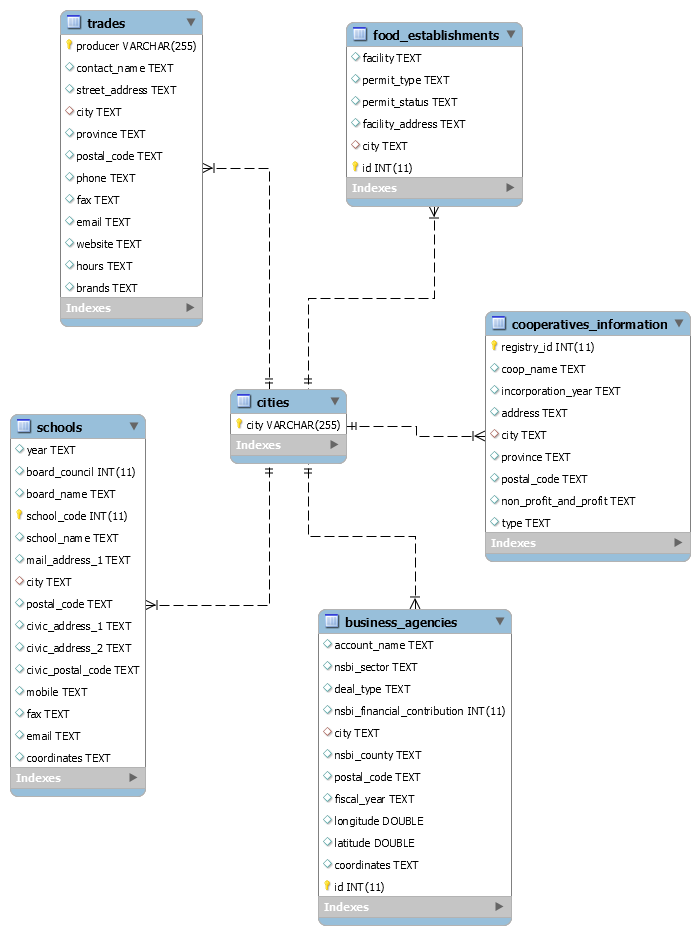 trades
producer VARCHAR(255)
contact_name TEXT
street_address TEXT
city TEXT
province TEXT
postal_code TEXT
phone TEXT
fax TEXT
email TEXT
website TEXT
hours TEXT
brands TEXT
Indexes
food_establishments
facility TEXT
permit_type TEXT
permit_status TEXT
facility_address TEXT
city TEXT
id INT(11)
Indexes
cooperatives_information
registry_id INT(11)
coop_name TEXT
incorporation_year TEXT
address TEXT
city TEXT
province TEXT
postal_code TEXT
non_profit_and_profit TEXT
type TEXT
Indexes
cities
city VARCHAR(255)
Indexes
schools
year TEXT
board_council INT(11)
board_name TEXT
school_code INT(11)
school_name TEXT
mail_address_1 TEXT
city TEXT
postal_code TEXT
civic_address_1 TEXT
civic_address_2 TEXT
civic_postal_code TEXT
mobile TEXT
fax TEXT
email TEXT
coordinates TEXT
Indexes
business_agencies
account_name TEXT
nsbi_sector TEXT
deal_type TEXT
nsbi_financial_contribution INT(11)
city TEXT
nsbi_county TEXT
postal_code TEXT
fiscal_year TEXT
longitude DOUBLE
latitude DOUBLE
coordinates TEXT
id INT(11)
Indexes